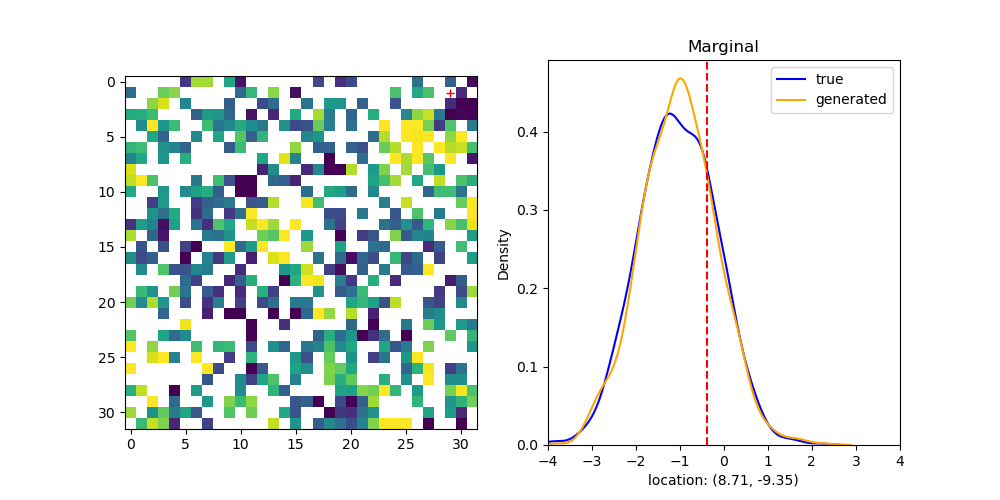 Marginal
true
generated
0
5
10
15
20
25
30
0 5 10 15 20 25 30
Density
0.4
0.3
0.2
0.1
0.0
−4 −3 −2 −1 0 1 2 3 4
location: (8.71, -9.35)